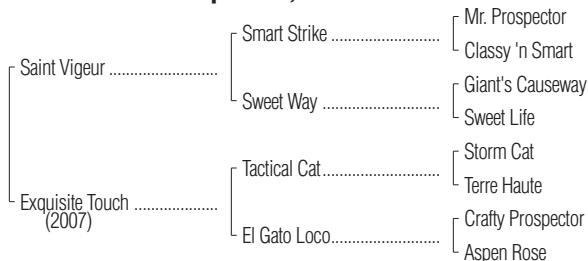 Mr. Prospector
Smart Strike ............................
Classy 'n Smart
Saint Vigeur ............................
Giant's Causeway
Sweet Way ..............................
Sweet Life
Storm Cat
Tactical Cat..............................
Terre Haute
Exquisite Touch .....................
(2007)
Crafty Prospector
El Gato Loco...........................
Aspen Rose